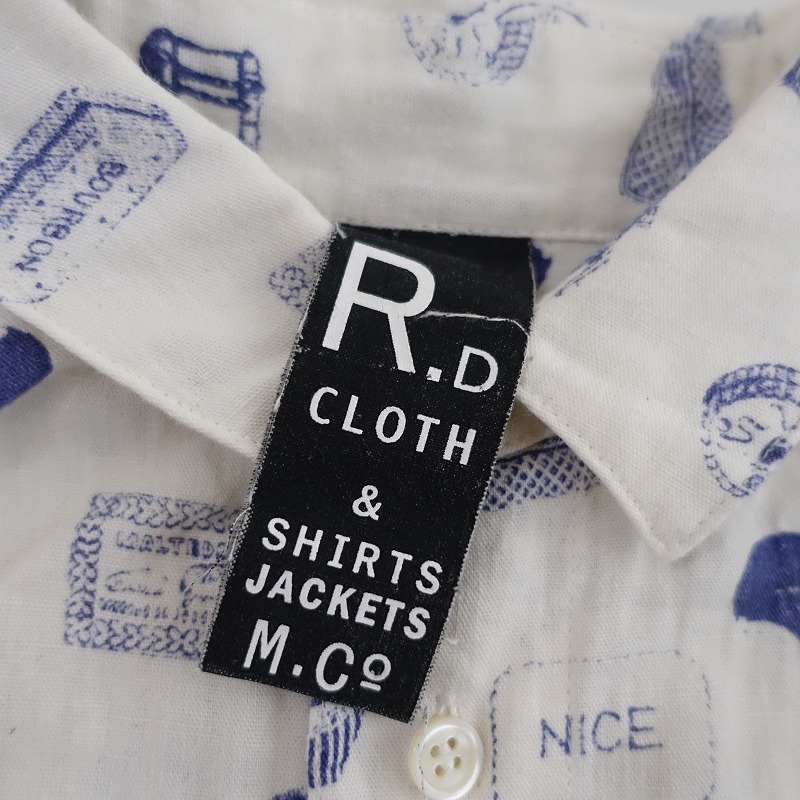 BOURBON
R.D
CLOTH
&
SHIRTS
JACKETS
M.Cº
NICE